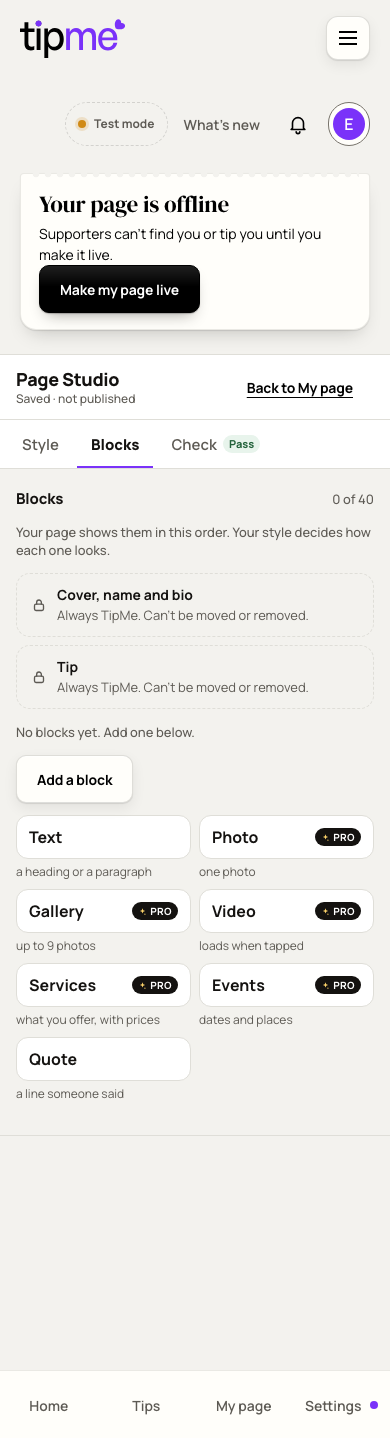 tipme
Test mode
What's new
E
Your page is offline
Supporters can't find you or tip you until you
make it live.
Make my page live
Page Studio
Saved · not published
Back to My page
Style
Blocks
Check
Pass
Blocks
0 of 40
Your page shows them in this order. Your style decides how
each one looks.
Cover, name and bio
Always TipMe. Can't be moved or removed.
Tip
Always TipMe. Can't be moved or removed.
No blocks yet. Add one below.
Add a block
Text
a heading or a paragraph
Photo
PRO
one photo
Gallery
PRO
up to 9 photos
Video
PRO
loads when tapped
Services
PRO
what you offer, with prices
Events
PRO
dates and places
Quote
a line someone said
Home
Tips
My page
Settings